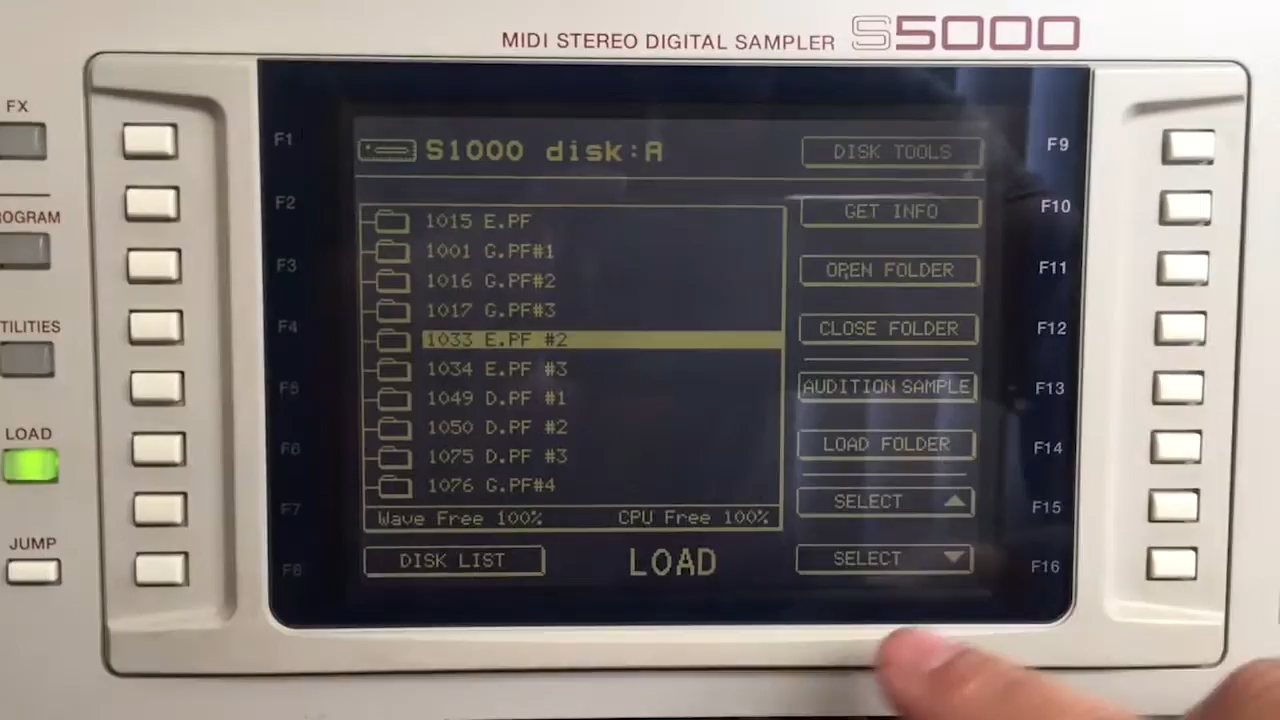 MIDI STEREO DIGITAL SAMPLER S5000
FX
ROGRAM
TILITIES
LOAD
JUMP
F1
F2
F3
F4
F5
F6
F7
F8
S1000 disk:A
1015 E.PF
1001 G.PF#1
1016 G.PF#2
1017 G.PF#3
1033 E.PF #2
1034 E.PF #3
1049 D.PF #1
1050 D.PF #2
1075 D.PF #3
1076 G.PF#4
Wave Free 100% CPU Free 100%
DISK LIST
LOAD
DISK TOOLS
GET INFO
OPEN FOLDER
CLOSE FOLDER
AUDITION SAMPLE
LOAD FOLDER
SELECT
SELECT
F9
F10
F11
F12
F13
F14
F15
F16